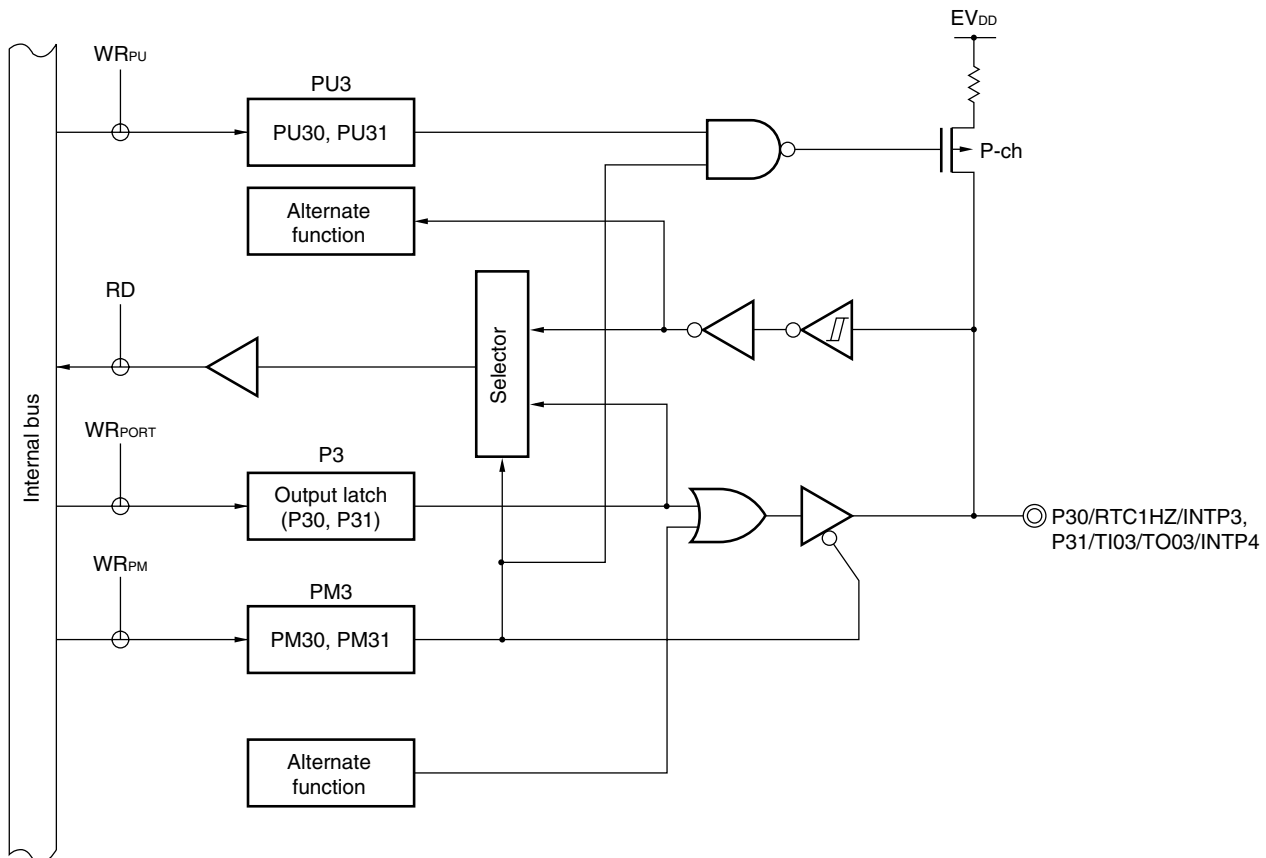 EVDD
WRPU
PU3
PU30, PU31
P-ch
Alternate
function
RD
Selector
Internal bus
WRPORT
P3
Output latch
(P30, P31)
P30/RTC1HZ/INTP3,
P31/TI03/TO03/INTP4
WRPM
PM3
PM30, PM31
Alternate
function